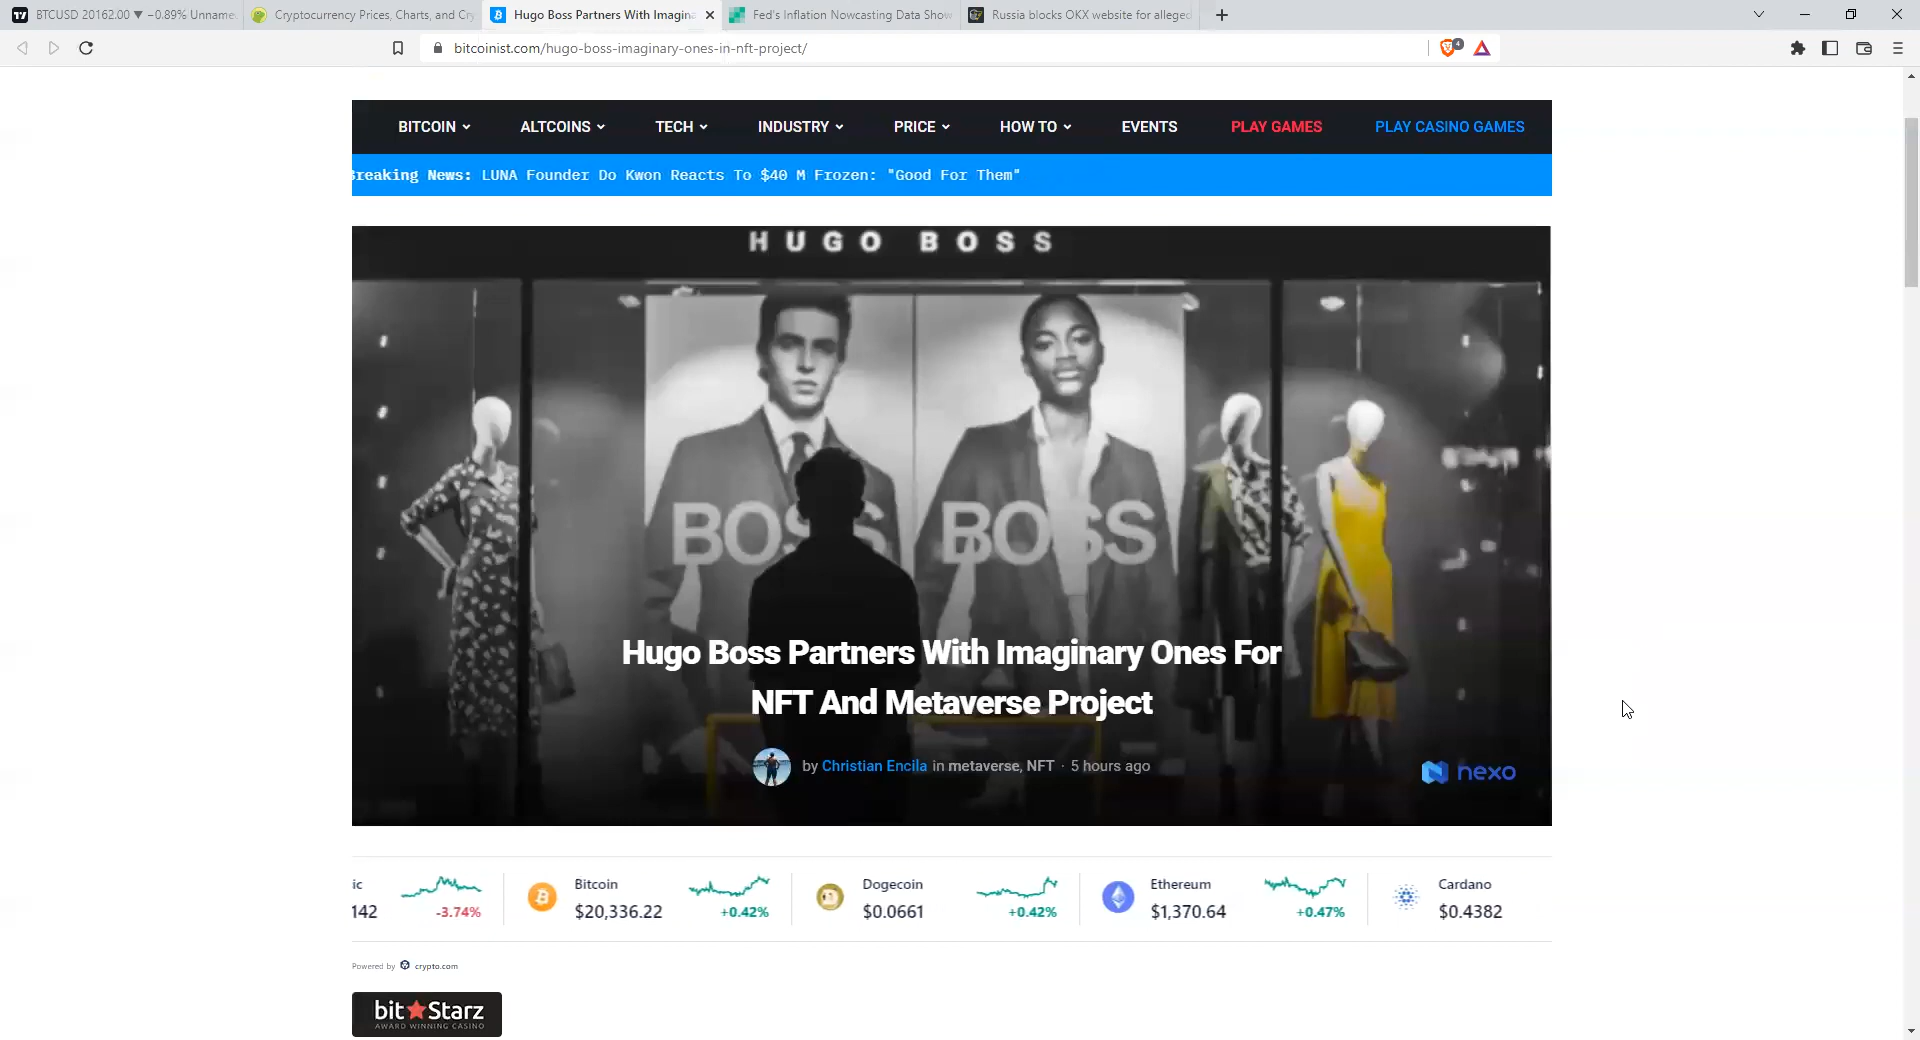 BTCUSD 20162.00 ▼ −0.89% Unname
Cryptocurrency Prices, Charts, and Cr
Hugo Boss Partners With Imagin
Fed's Inflation Nowcasting Data Show
Russia blocks OKX website for alleged
bitcoinist.com/hugo-boss-imaginary-ones-in-nft-project/
4
BITCOIN ALTCOINS TECH INDUSTRY PRICE HOW TO EVENTS PLAY GAMES PLAY CASINO GAMES
Breaking News: LUNA Founder Do Kwon Reacts To $40 M Frozen: "Good For Them"
HUGO BOSS
BOSS BOSS
Hugo Boss Partners With Imaginary Ones For
NFT And Metaverse Project
by Christian Encila in metaverse, NFT · 5 hours ago
nexo
ic Bitcoin Dogecoin Ethereum Cardano
142 -3.74% $20,336.22 +0.42% $0.0661 +0.42% $1,370.64 +0.47% $0.4382
Powered by crypto.com
bit★Starz
AWARD WINNING CASINO